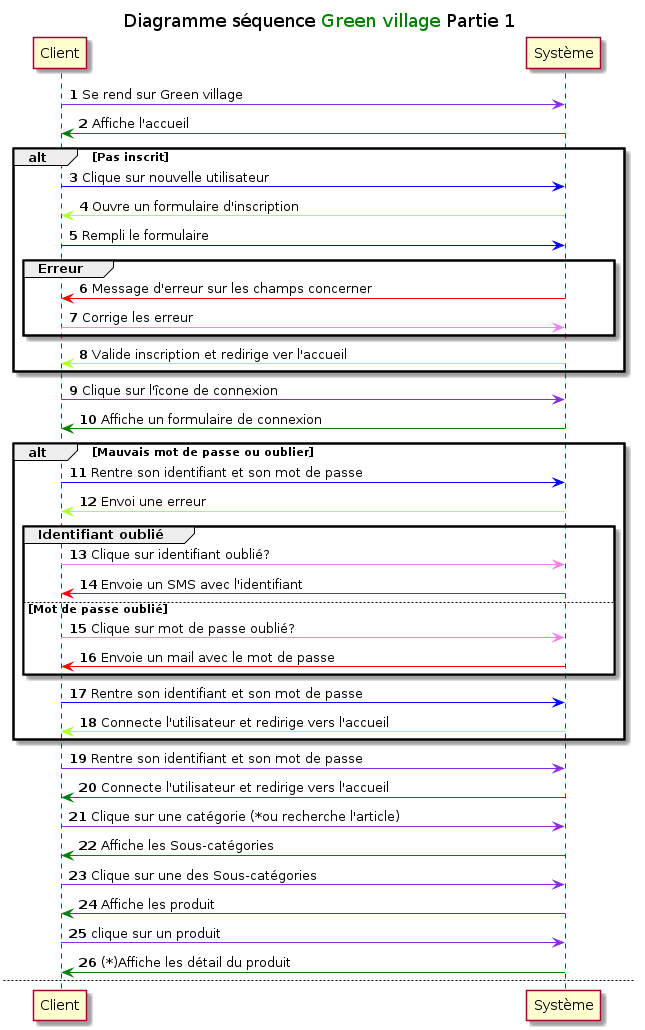 Diagramme séquence Green village Partie 1
Client Système
1 Se rend sur Green village
2 Affiche l'accueil
alt [Pas inscrit]
3 Clique sur nouvelle utilisateur
4 Ouvre un formulaire d'inscription
5 Rempli le formulaire
Erreur
6 Message d'erreur sur les champs concerner
7 Corrige les erreur
8 Valide inscription et redirige ver l'accueil
9 Clique sur l'îcone de connexion
10 Affiche un formulaire de connexion
alt [Mauvais mot de passe ou oublier]
11 Rentre son identifiant et son mot de passe
12 Envoi une erreur
Identifiant oublié
13 Clique sur identifiant oublié?
14 Envoie un SMS avec l'identifiant
[Mot de passe oublié]
15 Clique sur mot de passe oublié?
16 Envoie un mail avec le mot de passe
17 Rentre son identifiant et son mot de passe
18 Connecte l'utilisateur et redirige vers l'accueil
19 Rentre son identifiant et son mot de passe
20 Connecte l'utilisateur et redirige vers l'accueil
21 Clique sur une catégorie (*ou recherche l'article)
22 Affiche les Sous-catégories
23 Clique sur une des Sous-catégories
24 Affiche les produit
25 clique sur un produit
26 (*)Affiche les détail du produit
Client Système